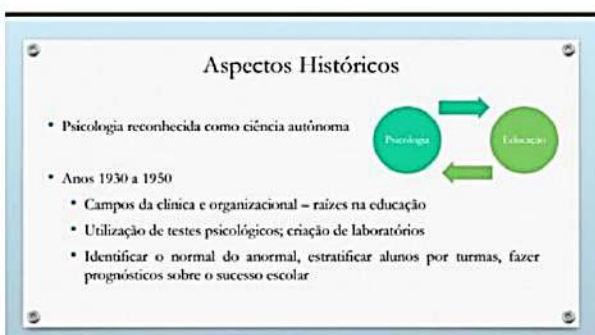 Aspectos Históricos
• Psicologia reconhecida como ciência autônoma
Psicologia
Educação
• Anos 1930 a 1950
• Campos da clínica e organizacional – raízes na educação
• Utilização de testes psicológicos; criação de laboratórios
• Identificar o normal do anormal, estratificar alunos por turmas, fazer
prognósticos sobre o sucesso escolar